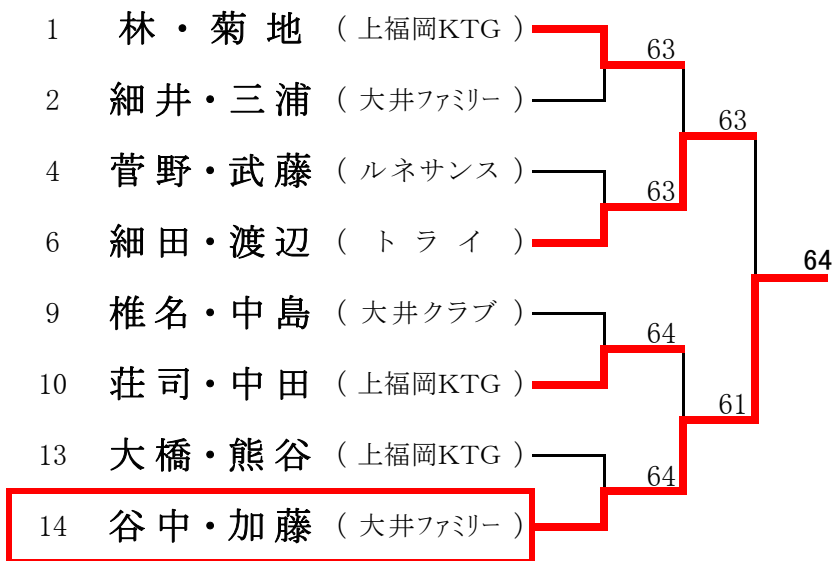 1 林・菊地 (上福岡KTG)
63
2 細井・三浦 (大井ファミリー)
63
4 菅野・武藤 (ルネサンス)
63
6 細田・渡辺 (トライ)
64
9 椎名・中島 (大井クラブ)
64
10 荘司・中田 (上福岡KTG)
61
13 大橋・熊谷 (上福岡KTG)
64
14 谷中・加藤 (大井ファミリー)